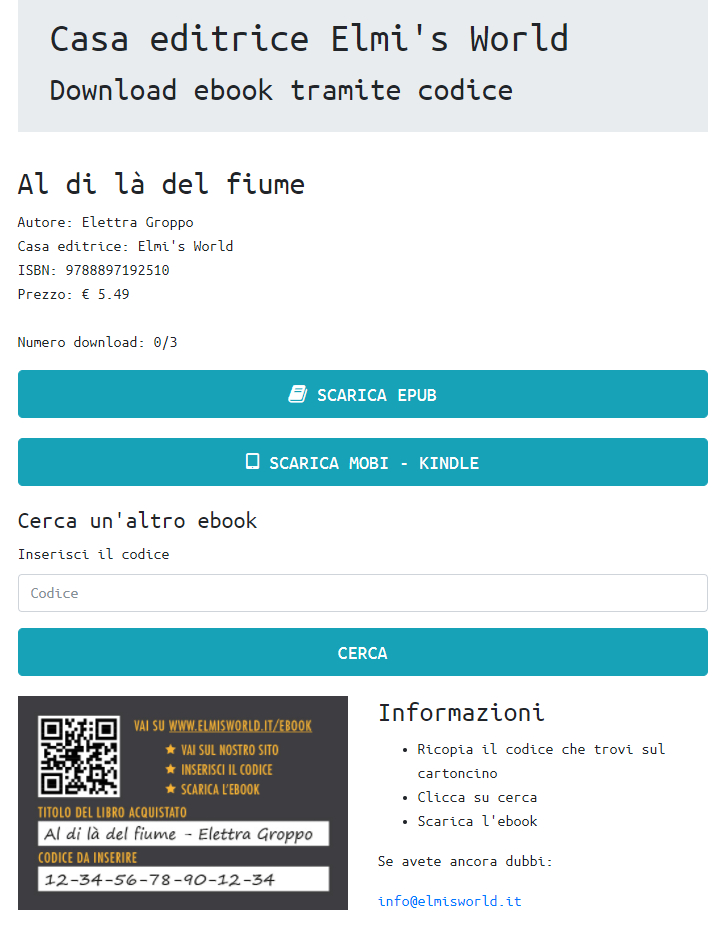 Casa editrice Elmi's World
Download ebook tramite codice
Al di là del fiume
Autore: Elettra Groppo
Casa editrice: Elmi's World
ISBN: 9788897192510
Prezzo: € 5.49
Numero download: 0/3
SCARICA EPUB
SCARICA MOBI - KINDLE
Cerca un'altro ebook
Inserisci il codice
Codice
CERCA
VAI SU WWW.ELMISWORLD.IT/EBOOK
★ VAI SUL NOSTRO SITO
★ INSERISCI IL CODICE
★ SCARICA L'EBOOK
TITOLO DEL LIBRO ACQUISTATO
Al di là del fiume - Elettra Groppo
CODICE DA INSERIRE
12-34-56-78-90-12-34
Informazioni
• Ricopia il codice che trovi sul
cartoncino
• Clicca su cerca
• Scarica l'ebook
Se avete ancora dubbi:
info@elmisworld.it